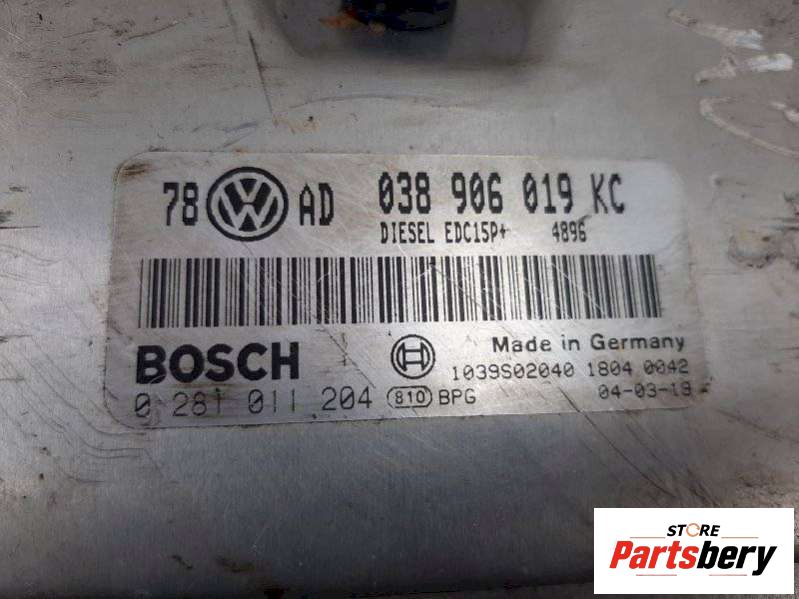 78 VW AD 038 906 019 KC
DIESEL EDC15P+ 4896
BOSCH
Made in Germany
1039S02040 1804 0042
0 281 011 204 810 BPG 04-03-19
STORE
Partsbery